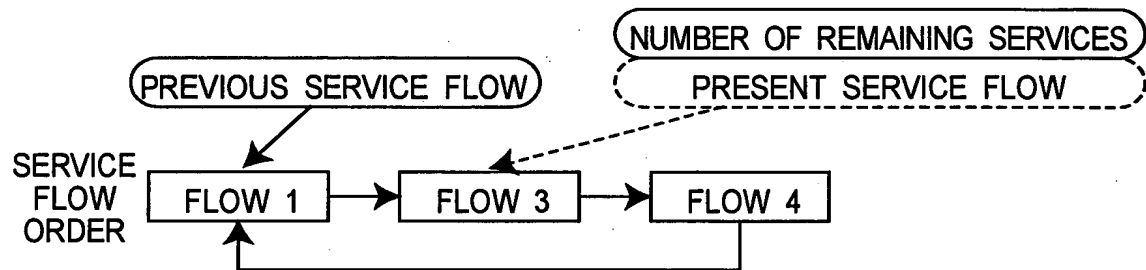 NUMBER OF REMAINING SERVICES
PREVIOUS SERVICE FLOW
PRESENT SERVICE FLOW
SERVICE
FLOW
ORDER
FLOW 1
FLOW 3
FLOW 4